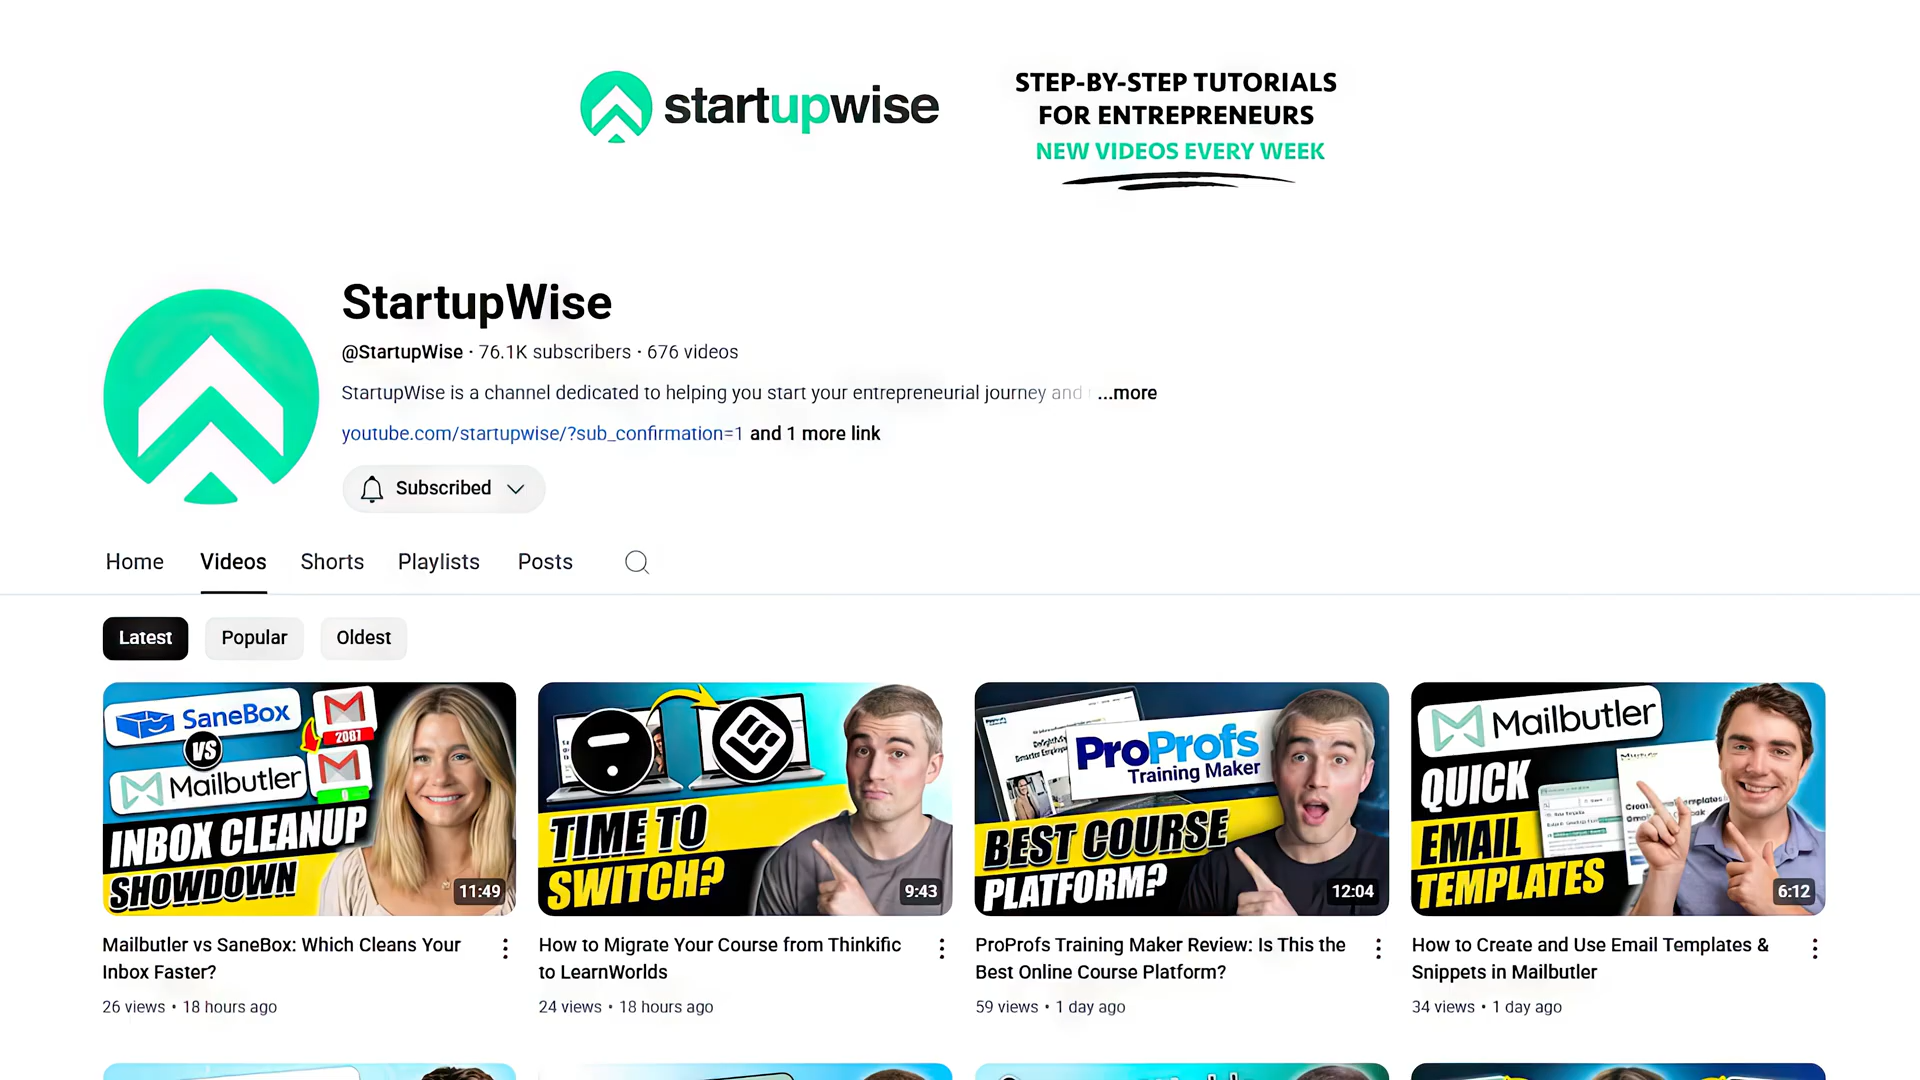 startupwise
STEP-BY-STEP TUTORIALS
FOR ENTREPRENEURS
NEW VIDEOS EVERY WEEK
StartupWise
@StartupWise · 76.1K subscribers · 676 videos
StartupWise is a channel dedicated to helping you start your entrepreneurial journey and ...more
youtube.com/startupwise/?sub_confirmation=1 and 1 more link
Subscribed
Home Videos Shorts Playlists Posts
Latest Popular Oldest
SaneBox
VS
Mailbutler
2087
0
INBOX CLEANUP
SHOWDOWN
11:49
TIME TO
SWITCH?
9:43
ProProfs
Training Maker
BEST COURSE
PLATFORM?
12:04
Mailbutler
QUICK
EMAIL
TEMPLATES
6:12
Mailbutler vs SaneBox: Which Cleans Your
Inbox Faster?
26 views • 18 hours ago
How to Migrate Your Course from Thinkific
to LearnWorlds
24 views • 18 hours ago
ProProfs Training Maker Review: Is This the
Best Online Course Platform?
59 views • 1 day ago
How to Create and Use Email Templates &
Snippets in Mailbutler
34 views • 1 day ago